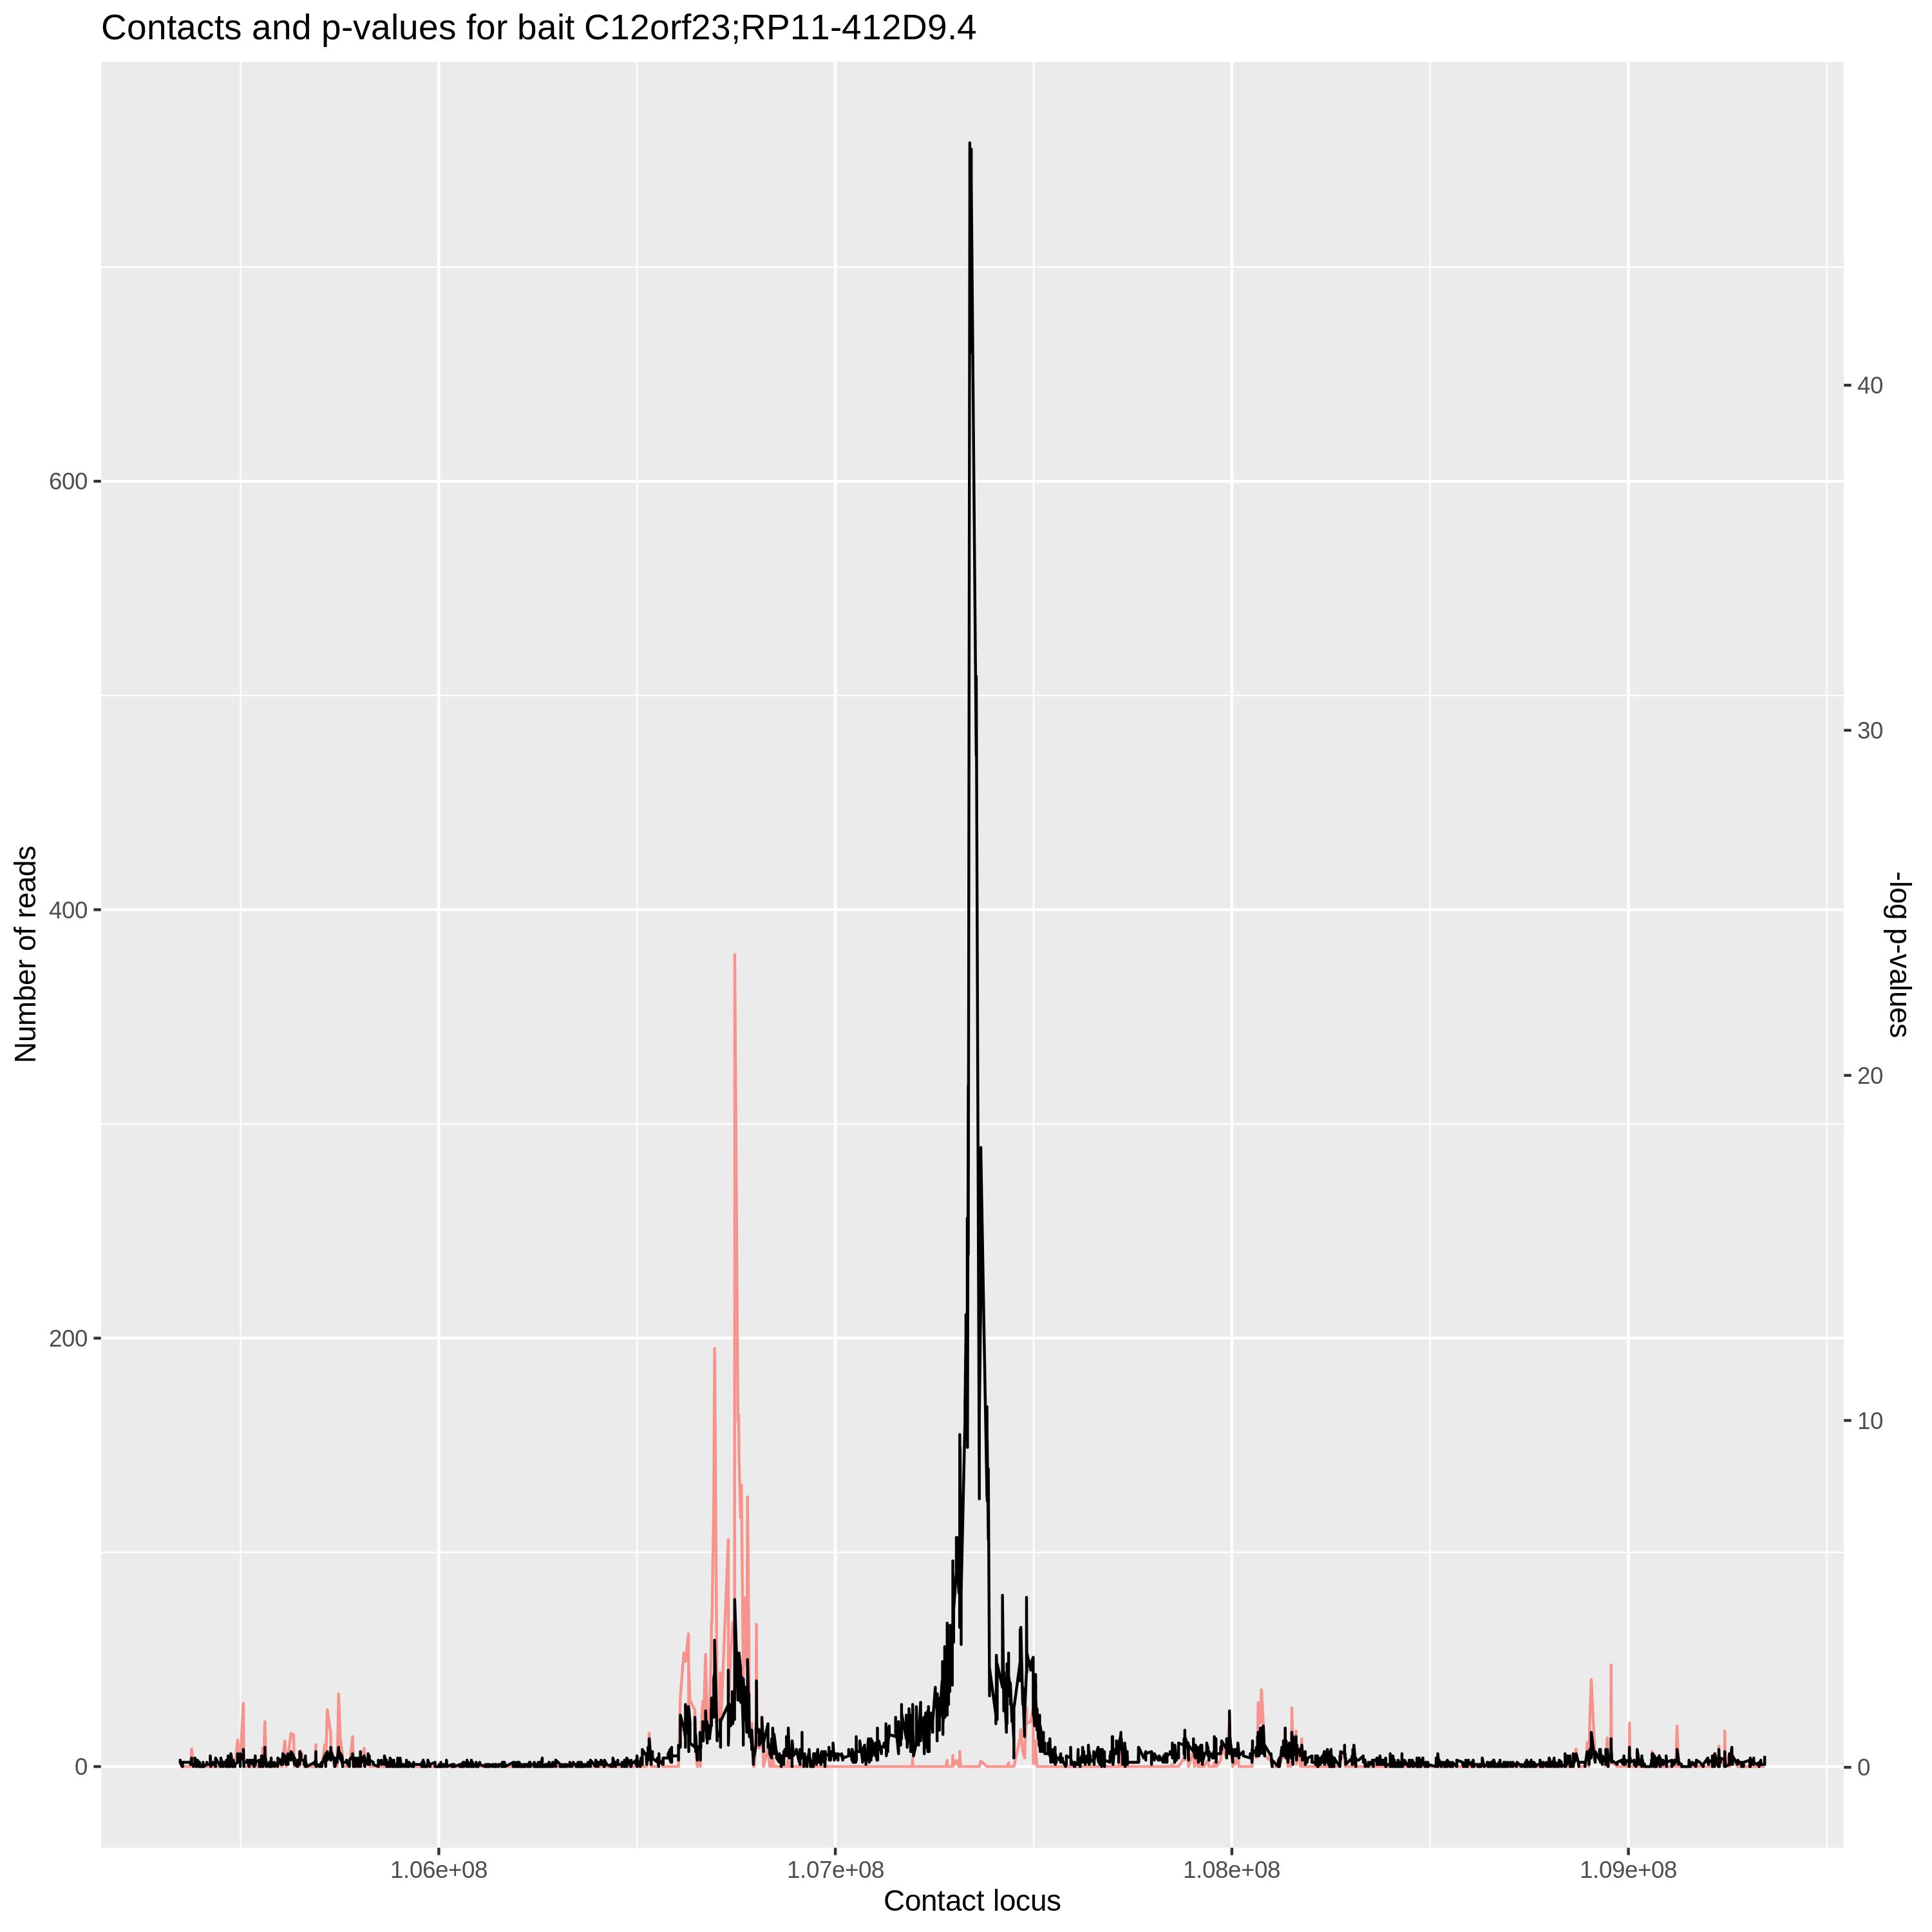 Contacts and p-values for bait C12orf23;RP11-412D9.4
600
400
200
0
Number of reads
40
30
20
10
0
-log p-values
1.06e+08
1.07e+08
1.08e+08
1.09e+08
Contact locus